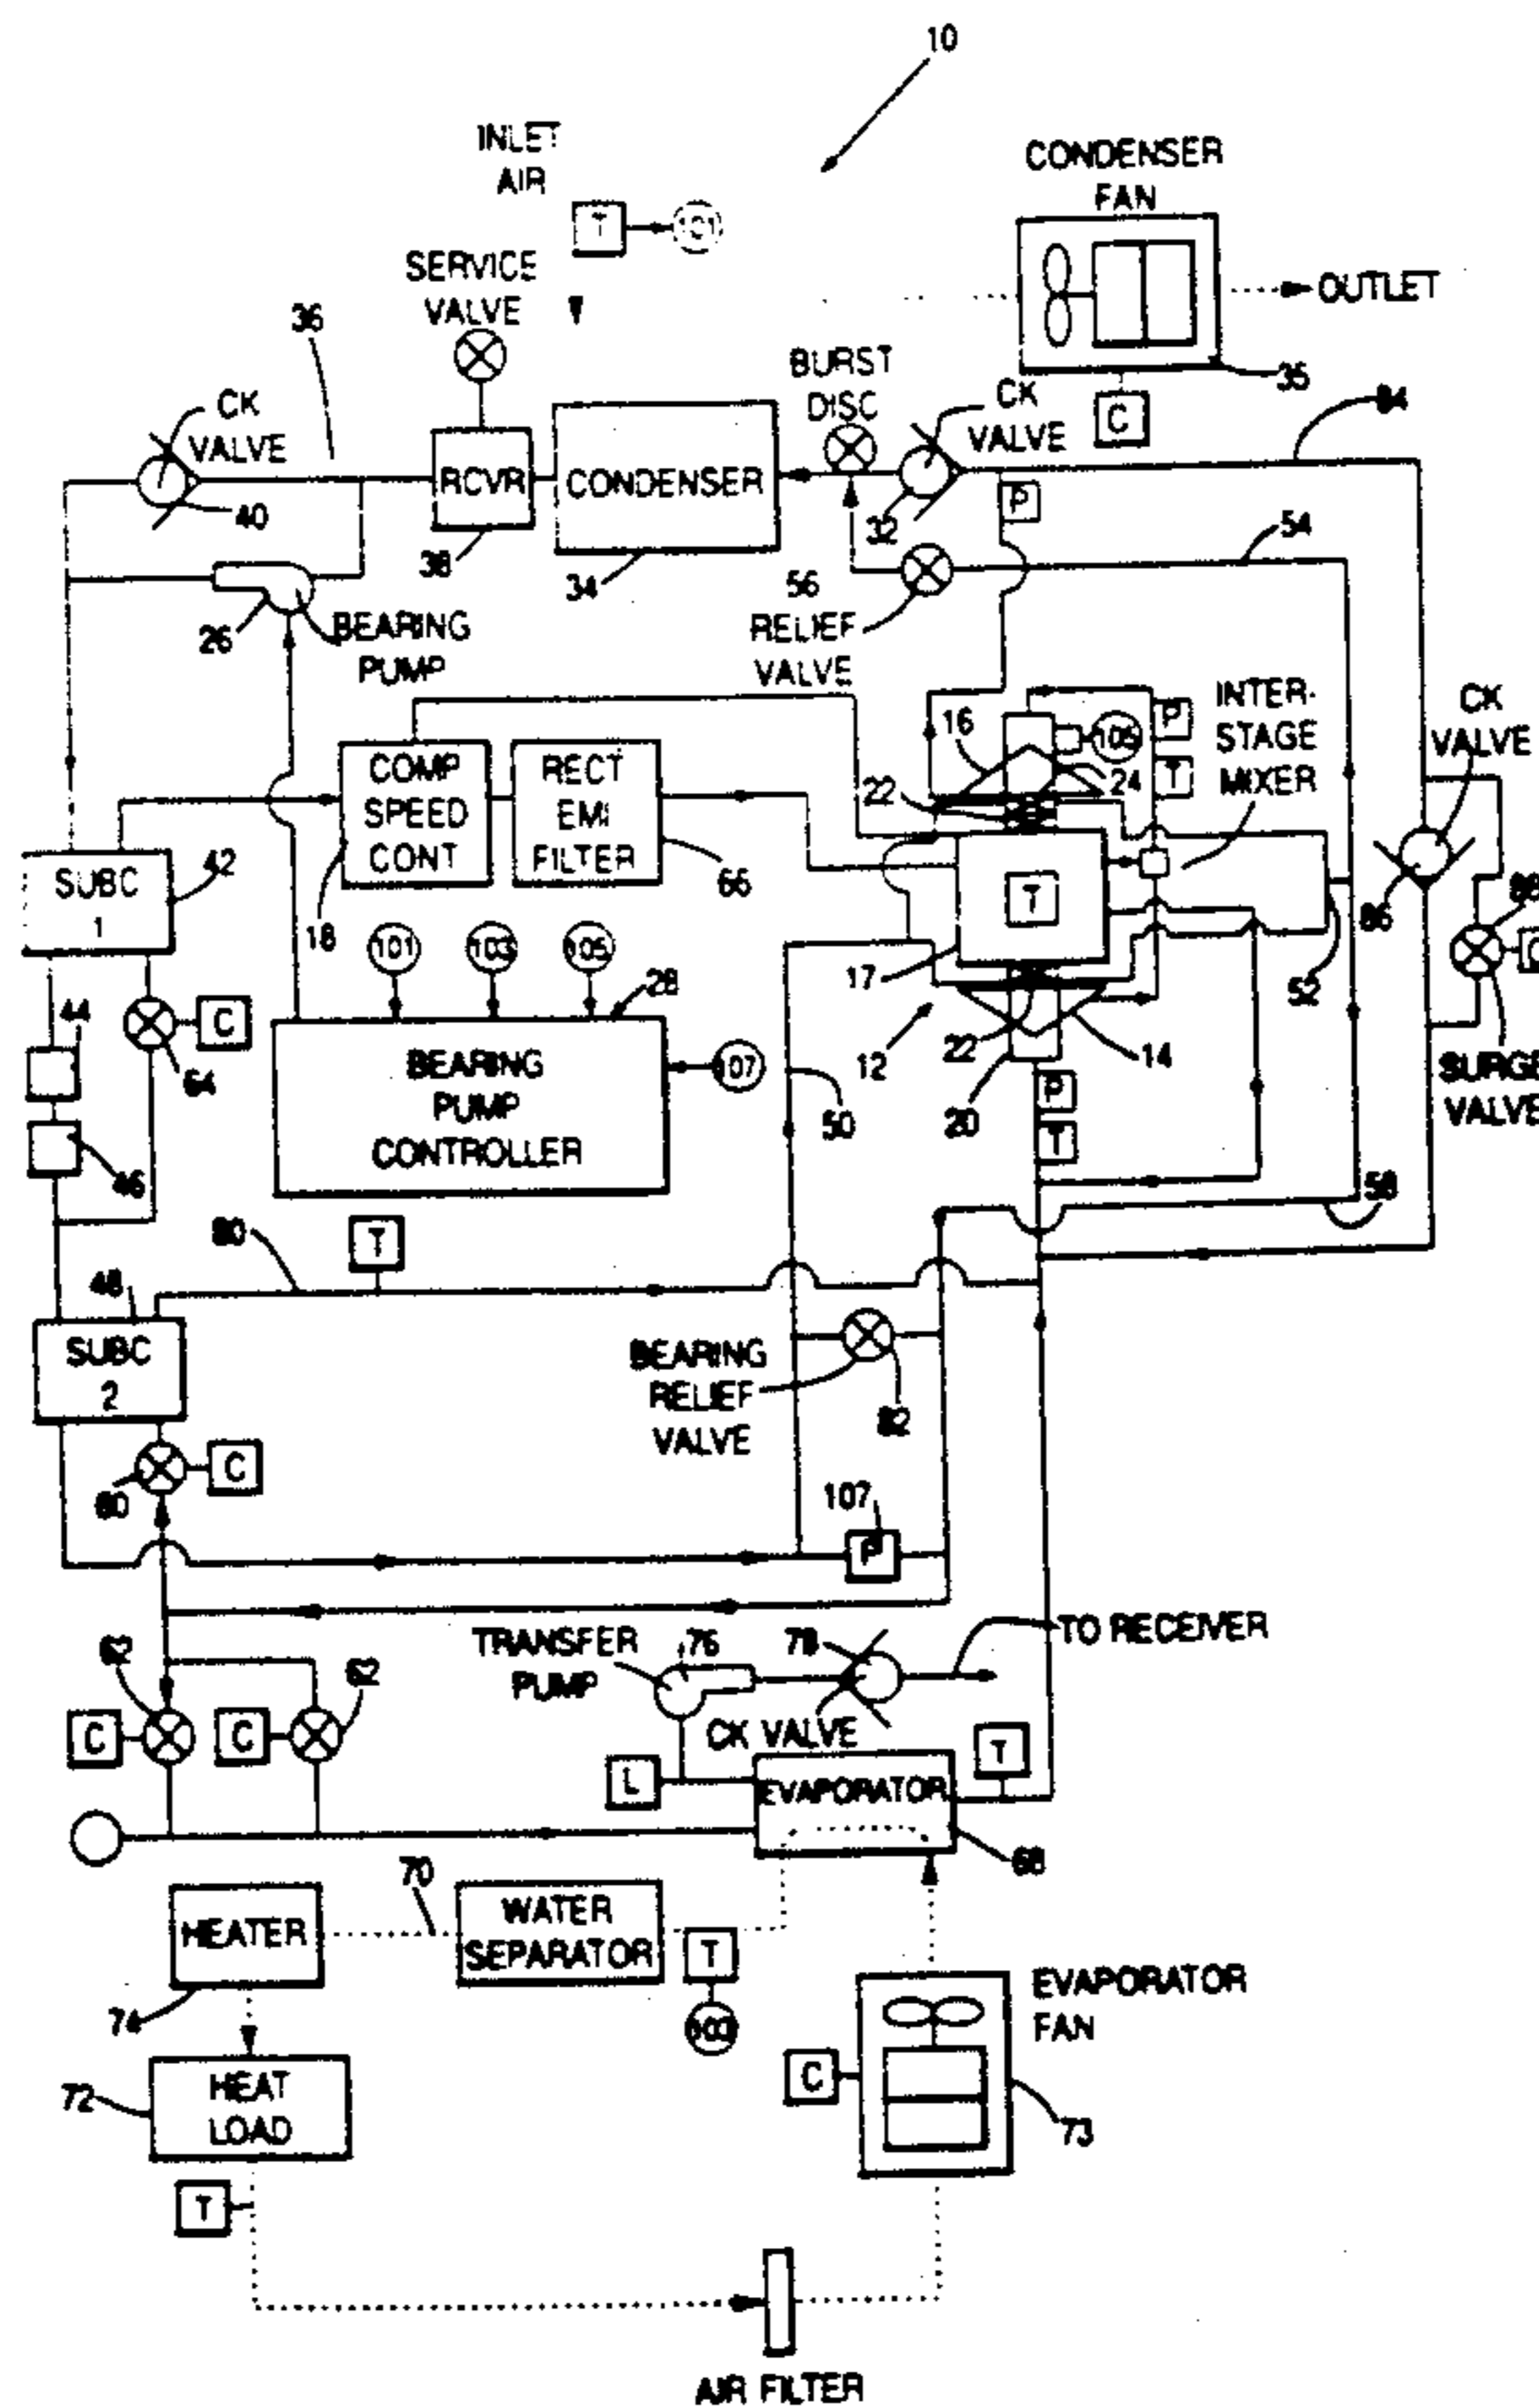 10
INLET
AIR
T
101
CONDENSER
FAN
OUTLET
35
C
SERVICE
VALVE
36
CK
VALVE
40
RCVR
38
CONDENSER
34
BURST
DISC
CK
VALVE
32
P
84
54
56
RELIEF
VALVE
26
BEARING
PUMP
COMP
SPEED
CONT
18
RECT
EMI
FILTER
66
16
105
24
22
P
T
INTER-
STAGE
MIXER
CK
VALVE
86
SURGE
VALVE
SUBC
1
42
T
17
52
101
103
105
28
BEARING
PUMP
CONTROLLER
107
44
64
C
46
12
22
14
20
P
T
50
58
80
T
48
SUBC
2
60
C
BEARING
RELIEF
VALVE
82
107
P
TRANSFER
PUMP
76
78
TO RECEIVER
CK VALVE
62
C
C
62
L
EVAPORATOR
T
68
70
HEATER
74
WATER
SEPARATOR
T
103
EVAPORATOR
FAN
C
73
72
HEAT
LOAD
T
AIR FILTER